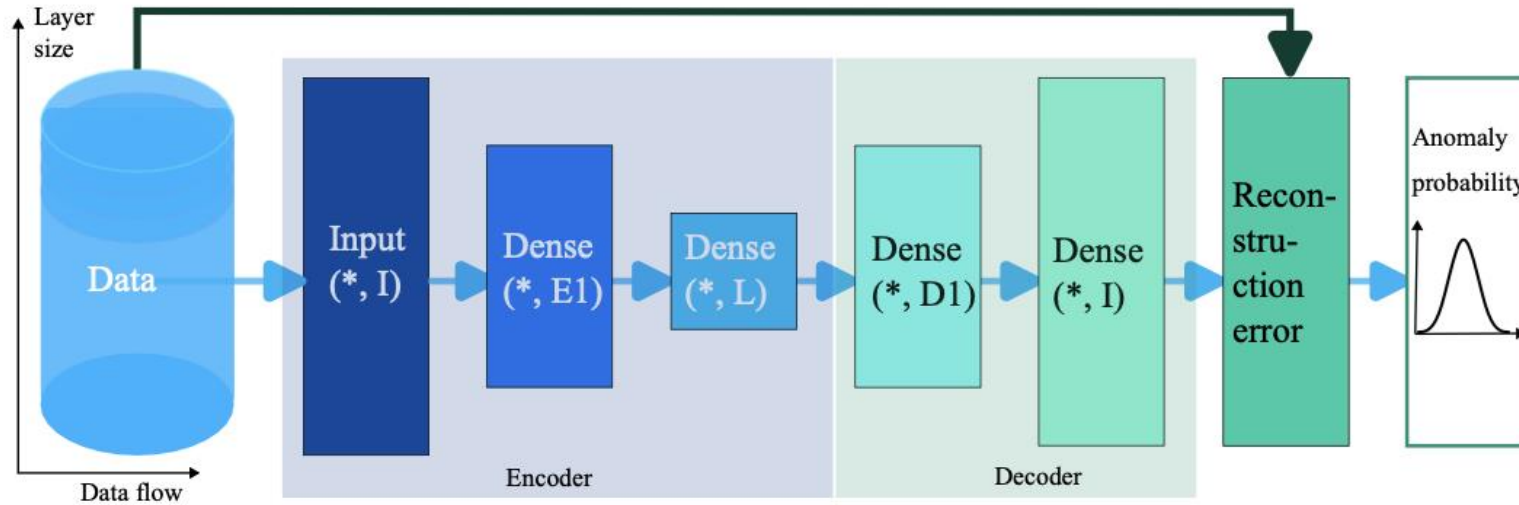 Layer
size
Data
Input
(*, I)
Dense
(*, E1)
Dense
(*, L)
Dense
(*, D1)
Dense
(*, I)
Recon-
stru-
ction
error
Anomaly
probability
Encoder
Decoder
Data flow